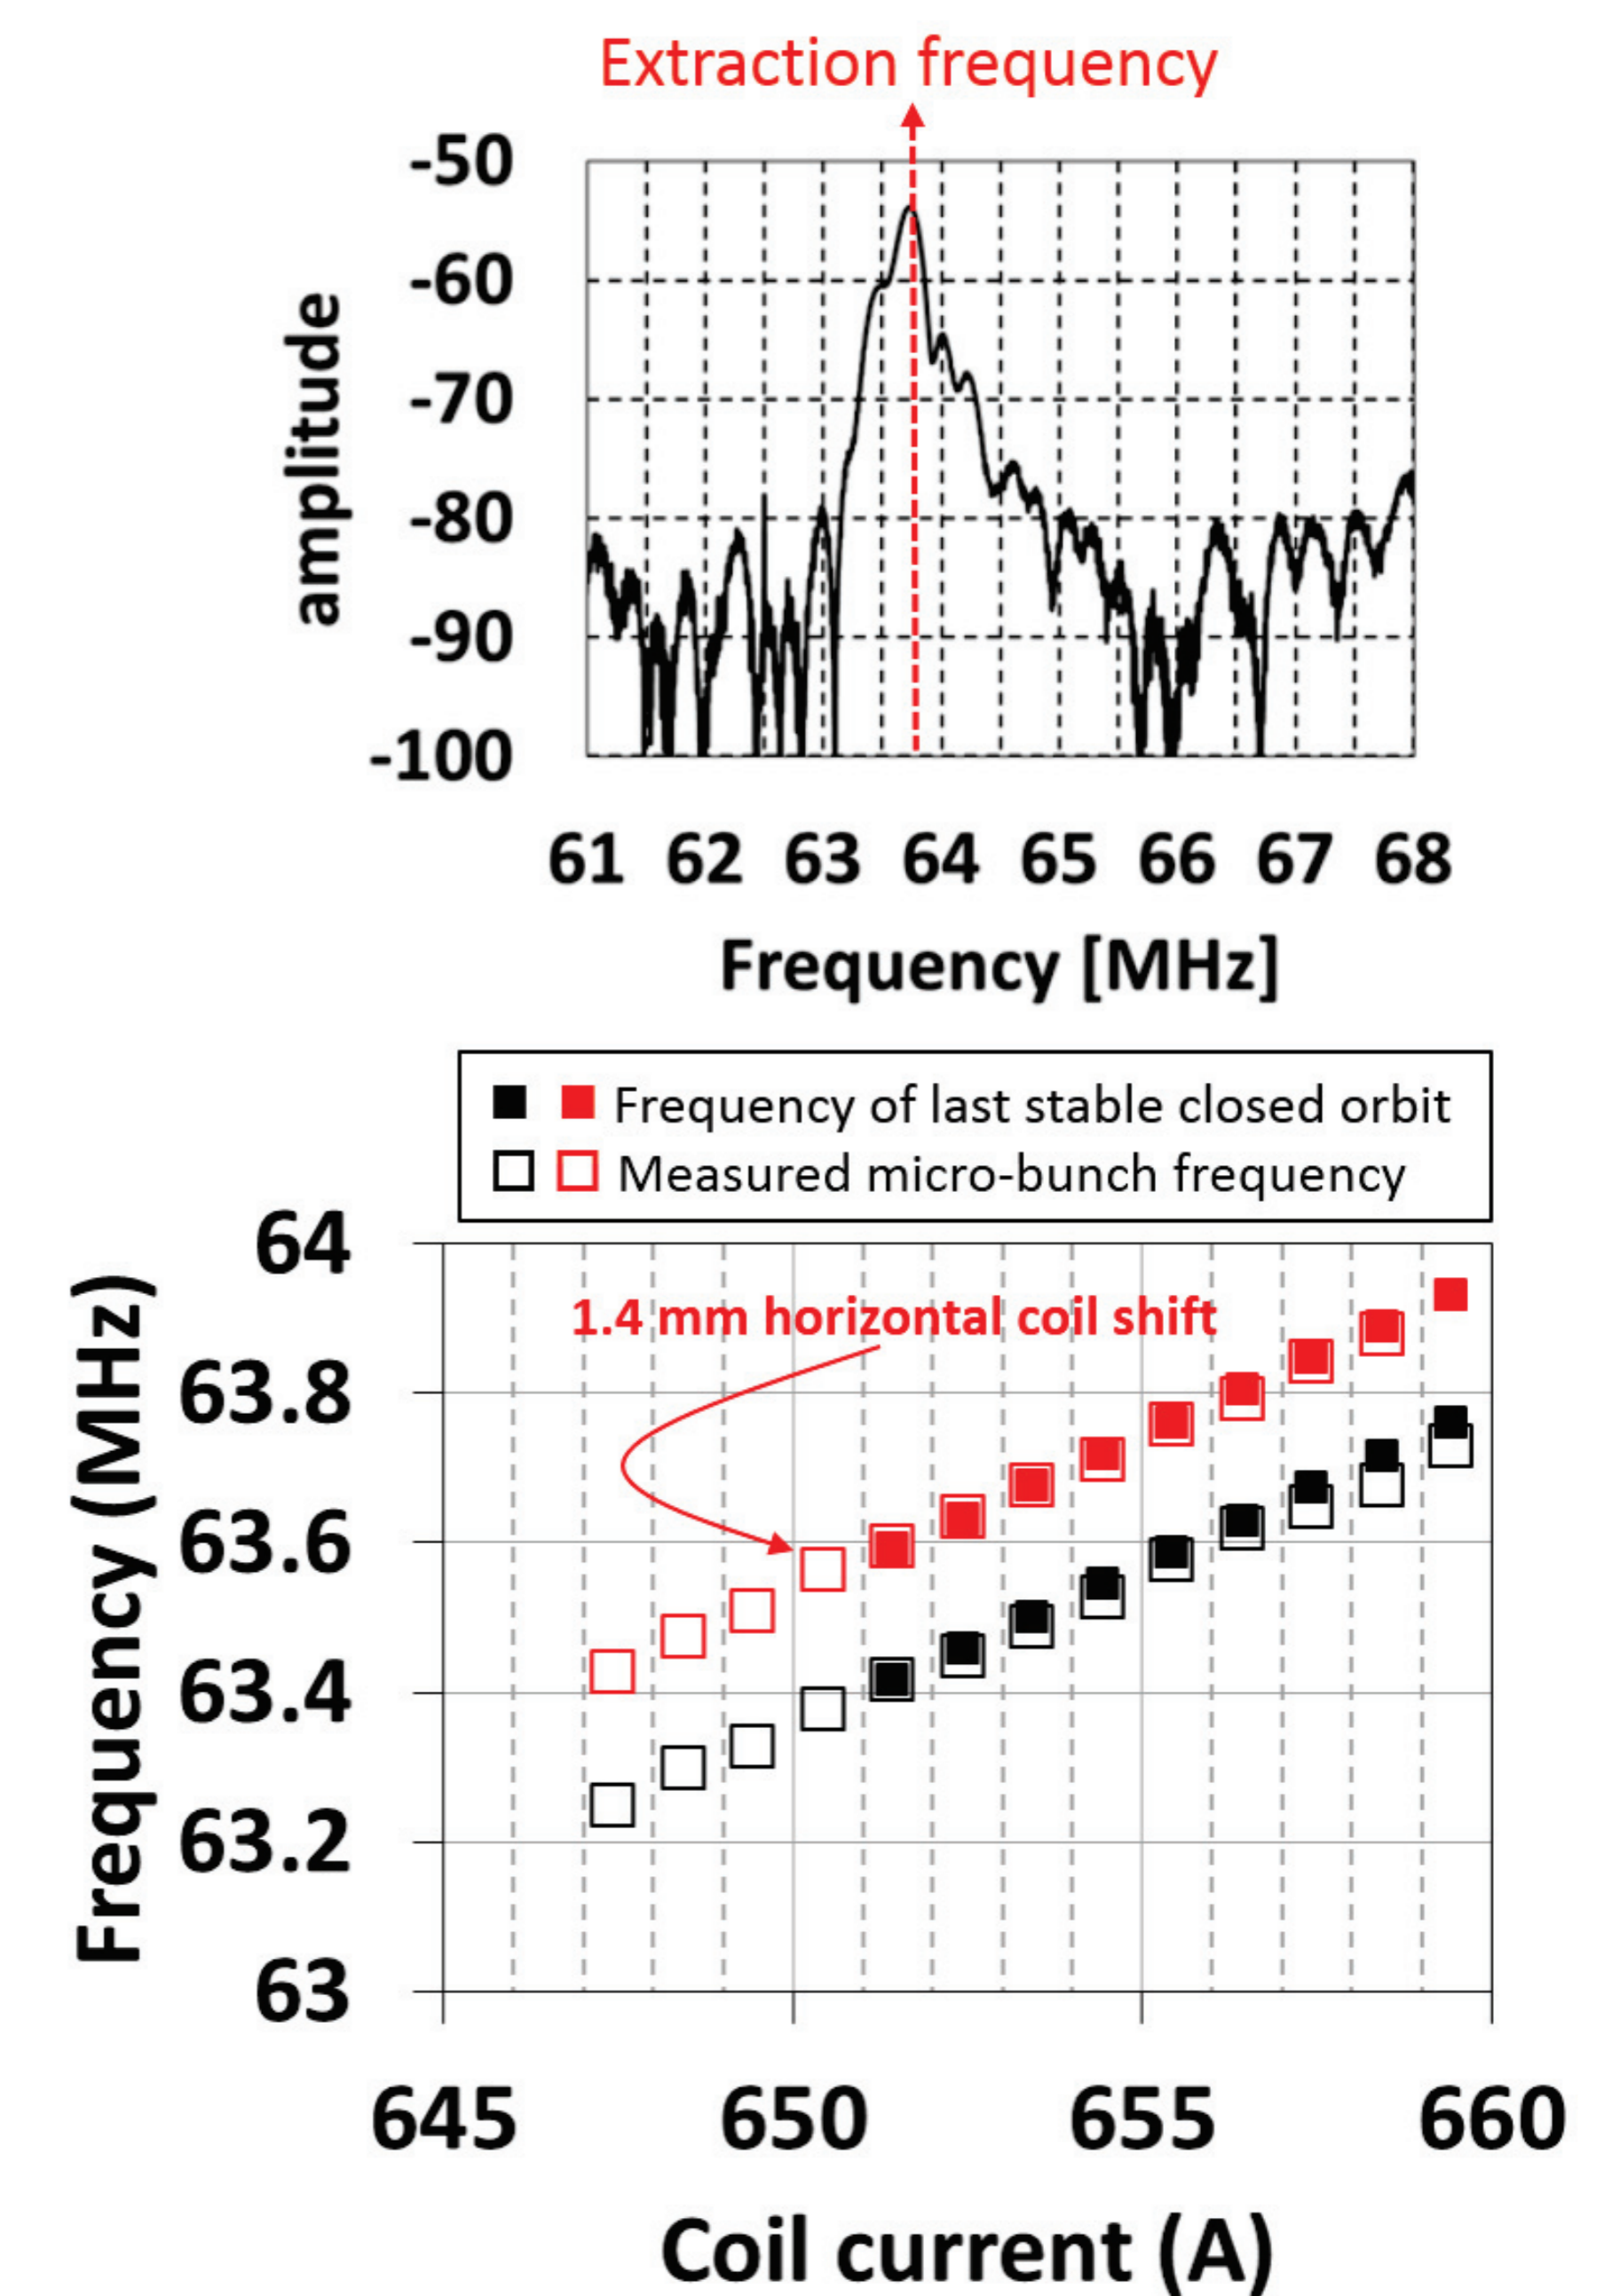 Extraction frequency
-50
-60
-70
-80
-90
-100
amplitude
61 62 63 64 65 66 67 68
Frequency [MHz]
Frequency of last stable closed orbit
Measured micro-bunch frequency
64
63.8
63.6
63.4
63.2
63
Frequency (MHz)
1.4 mm horizontal coil shift
645 650 655 660
Coil current (A)